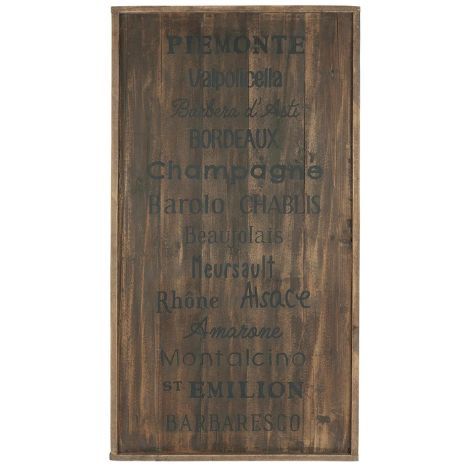 PIEMONTE
Valpolicella
Barbera d'Asti
BORDEAUX
Champagne
Barolo CHABLIS
Beaujolais
Meursault
Rhône Alsace
Amarone
Montalcino
ST EMILION
BARBARESCO